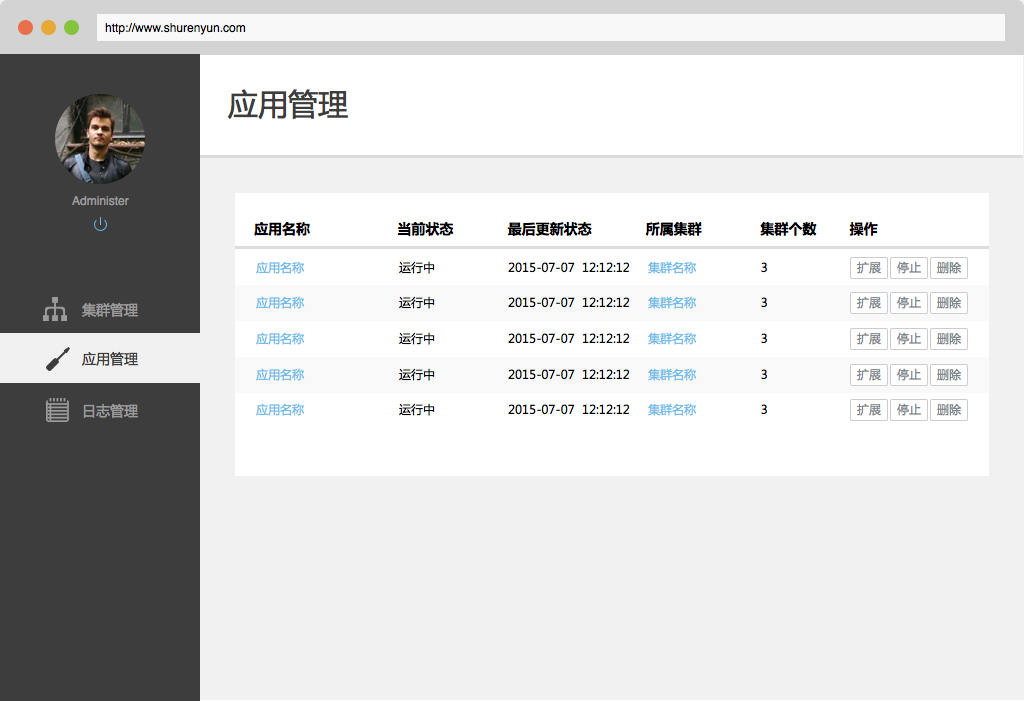 http://www.shurenyun.com
Administer
集群管理
应用管理
日志管理
应用管理
应用名称 当前状态 最后更新状态 所属集群 集群个数 操作
应用名称 运行中 2015-07-07 12:12:12 集群名称 3 扩展 停止 删除
应用名称 运行中 2015-07-07 12:12:12 集群名称 3 扩展 停止 删除
应用名称 运行中 2015-07-07 12:12:12 集群名称 3 扩展 停止 删除
应用名称 运行中 2015-07-07 12:12:12 集群名称 3 扩展 停止 删除
应用名称 运行中 2015-07-07 12:12:12 集群名称 3 扩展 停止 删除